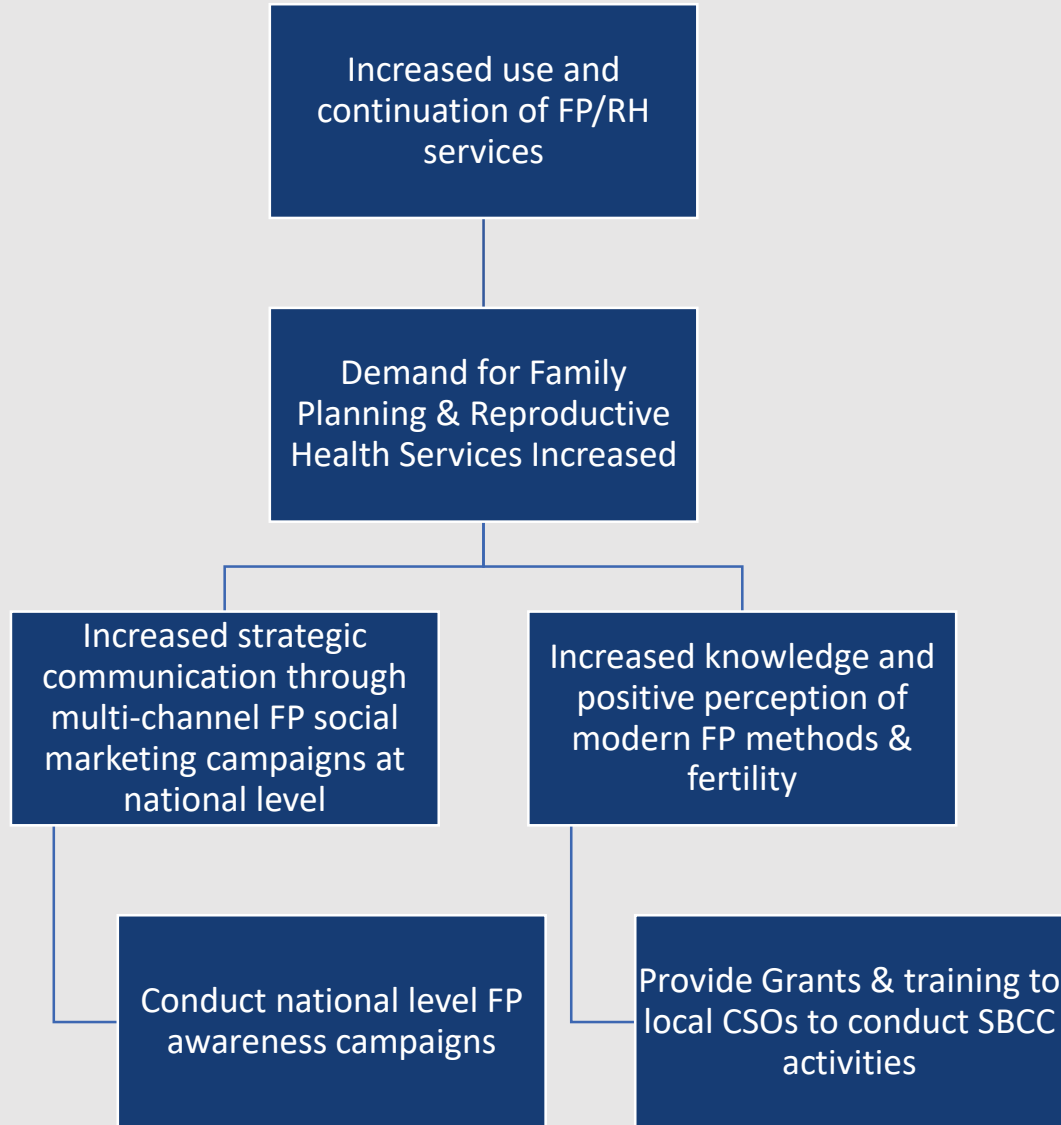 Increased use and
continuation of FP/RH
services
Demand for Family
Planning & Reproductive
Health Services Increased
Increased strategic
communication through
multi-channel FP social
marketing campaigns at
national level
Increased knowledge and
positive perception of
modern FP methods &
fertility
Conduct national level FP
awareness campaigns
Provide Grants & training to
local CSOs to conduct SBCC
activities